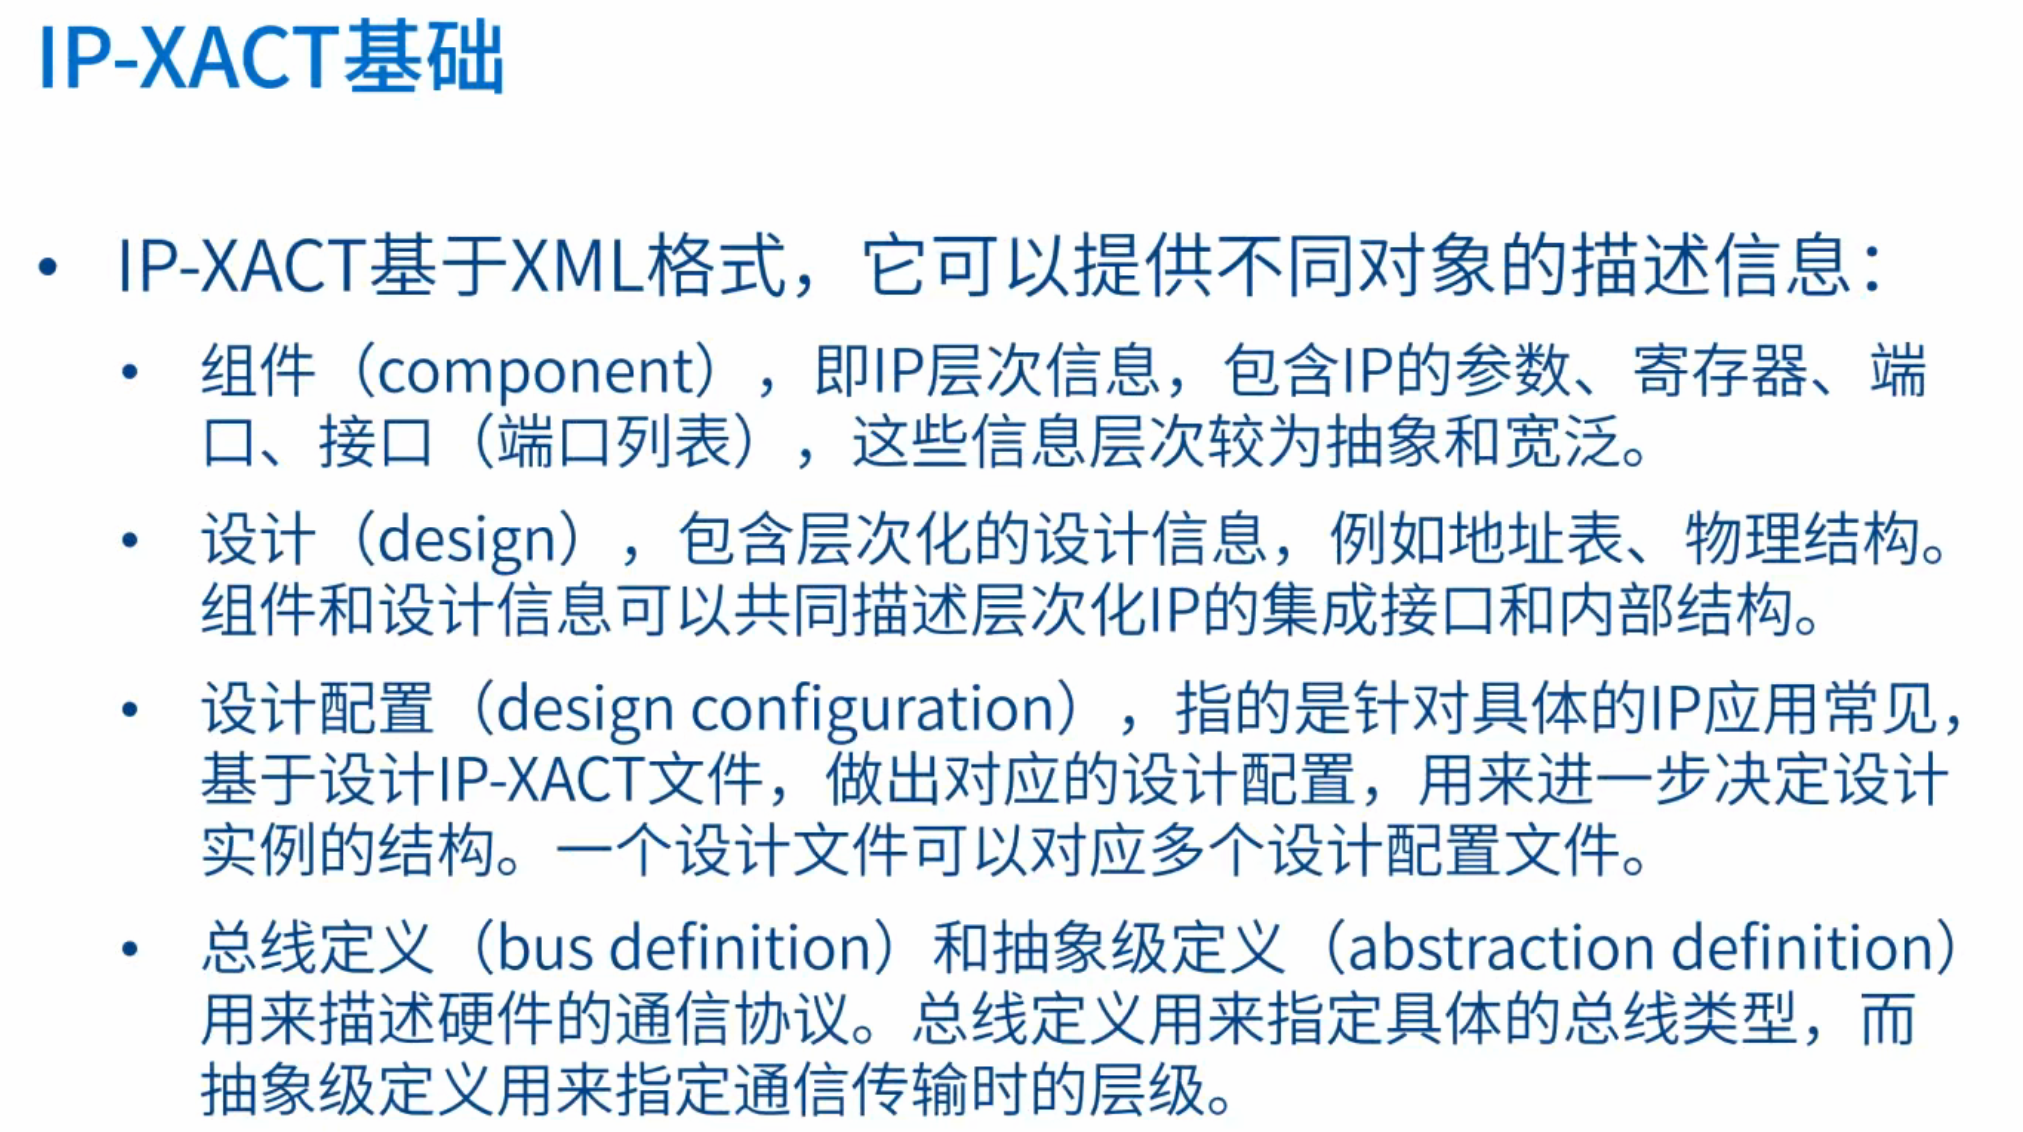 IP-XACT基础
• IP-XACT基于XML格式，它可以提供不同对象的描述信息：
• 组件（component），即IP层次信息，包含IP的参数、寄存器、端
口、接口（端口列表），这些信息层次较为抽象和宽泛。
• 设计（design），包含层次化的设计信息，例如地址表、物理结构。
组件和设计信息可以共同描述层次化IP的集成接口和内部结构。
• 设计配置（design configuration），指的是针对具体的IP应用常见，
基于设计IP-XACT文件，做出对应的设计配置，用来进一步决定设计
实例的结构。一个设计文件可以对应多个设计配置文件。
• 总线定义（bus definition）和抽象级定义（abstraction definition）
用来描述硬件的通信协议。总线定义用来指定具体的总线类型，而
抽象级定义用来指定通信传输时的层级。